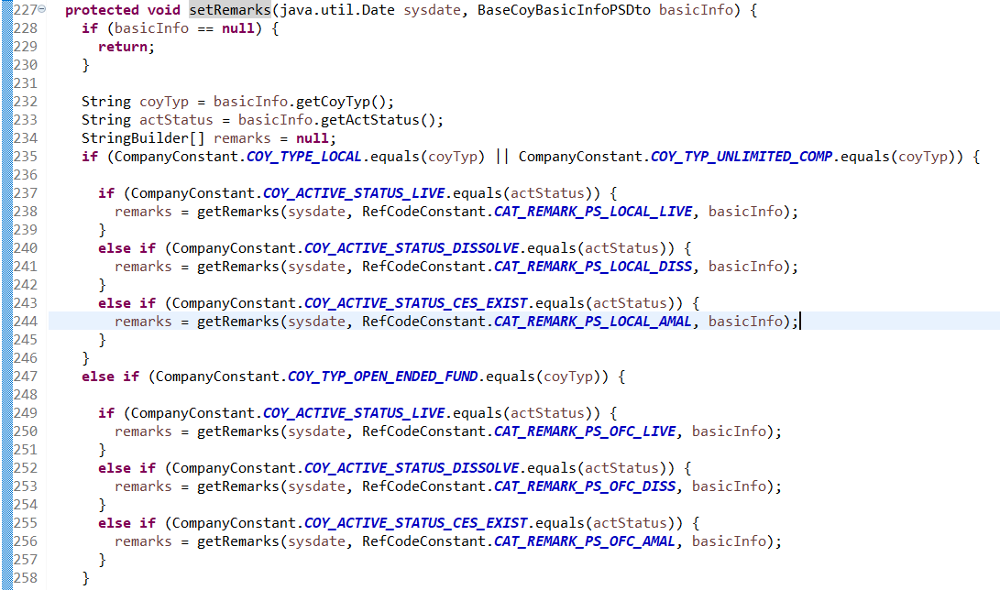 227 protected void setRemarks(java.util.Date sysdate, BaseCoyBasicInfoPSDto basicInfo) {
228 if (basicInfo == null) {
229 return;
230 }
231
232 String coyTyp = basicInfo.getCoyTyp();
233 String actStatus = basicInfo.getActStatus();
234 StringBuilder[] remarks = null;
235 if (CompanyConstant.COY_TYPE_LOCAL.equals(coyTyp) || CompanyConstant.COY_TYP_UNLIMITED_COMP.equals(coyTyp)) {
236
237 if (CompanyConstant.COY_ACTIVE_STATUS_LIVE.equals(actStatus)) {
238 remarks = getRemarks(sysdate, RefCodeConstant.CAT_REMARK_PS_LOCAL_LIVE, basicInfo);
239 }
240 else if (CompanyConstant.COY_ACTIVE_STATUS_DISSOLVE.equals(actStatus)) {
241 remarks = getRemarks(sysdate, RefCodeConstant.CAT_REMARK_PS_LOCAL_DISS, basicInfo);
242 }
243 else if (CompanyConstant.COY_ACTIVE_STATUS_CES_EXIST.equals(actStatus)) {
244 remarks = getRemarks(sysdate, RefCodeConstant.CAT_REMARK_PS_LOCAL_AMAL, basicInfo);
245 }
246 }
247 else if (CompanyConstant.COY_TYP_OPEN_ENDED_FUND.equals(coyTyp)) {
248
249 if (CompanyConstant.COY_ACTIVE_STATUS_LIVE.equals(actStatus)) {
250 remarks = getRemarks(sysdate, RefCodeConstant.CAT_REMARK_PS_OFC_LIVE, basicInfo);
251 }
252 else if (CompanyConstant.COY_ACTIVE_STATUS_DISSOLVE.equals(actStatus)) {
253 remarks = getRemarks(sysdate, RefCodeConstant.CAT_REMARK_PS_OFC_DISS, basicInfo);
254 }
255 else if (CompanyConstant.COY_ACTIVE_STATUS_CES_EXIST.equals(actStatus)) {
256 remarks = getRemarks(sysdate, RefCodeConstant.CAT_REMARK_PS_OFC_AMAL, basicInfo);
257 }
258 }